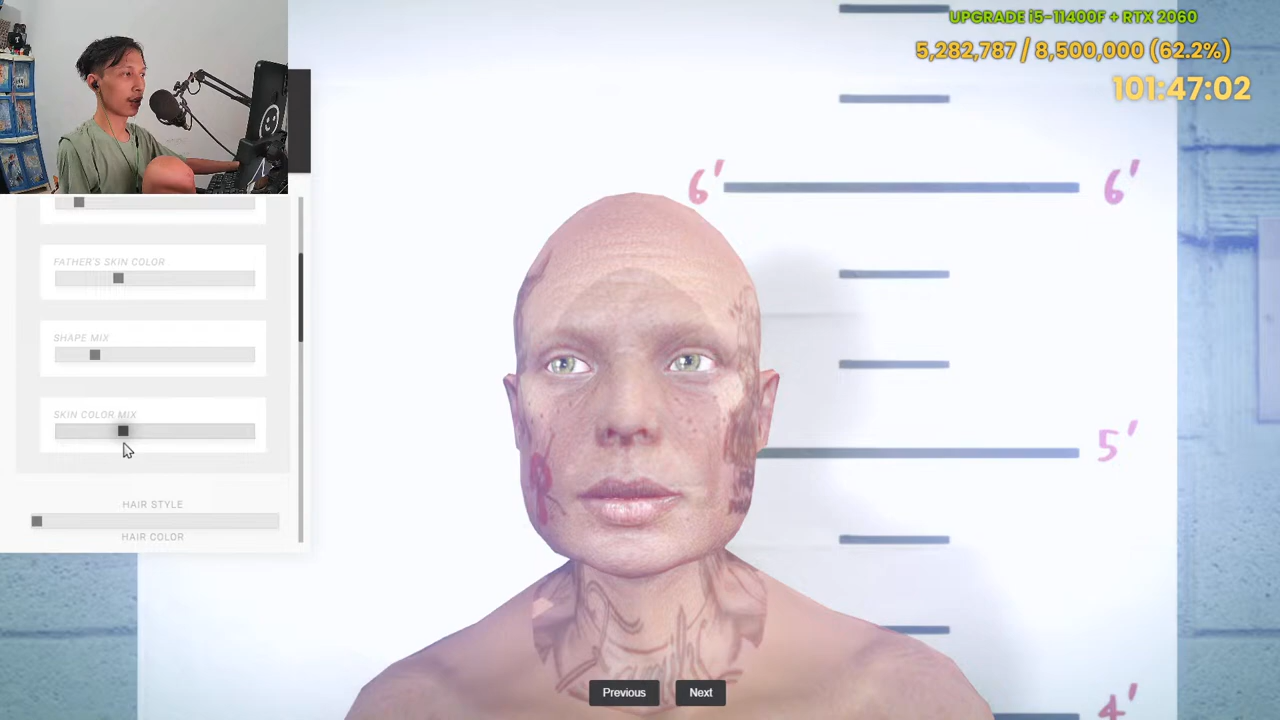 UPGRADE i5-11400F + RTX 2060
5,282,787 / 8,500,000 (62.2%)
101:47:02
6' 6'
FATHER'S SKIN COLOR
SHAPE MIX
SKIN COLOR MIX
5'
HAIR STYLE
HAIR COLOR
Previous Next
4'